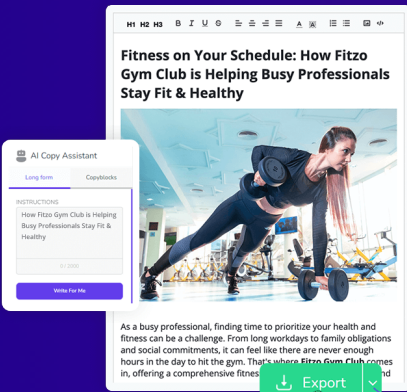 H1 H2 H3 B I U S A A </>
Fitness on Your Schedule: How Fitzo
Gym Club is Helping Busy Professionals
Stay Fit & Healthy
AI Copy Assistant
Long form Copyblocks
INSTRUCTIONS
How Fitzo Gym Club is Helping
Busy Professionals Stay Fit &
Healthy
Write For Me
As a busy professional, finding time to prioritize your health and
fitness can be a challenge. From long workdays to family obligations
and social commitments, it can feel like there are never enough
hours in the day to hit the gym. That's where Fitzo Gym Club comes
in, offering a comprehensive fitness
Export